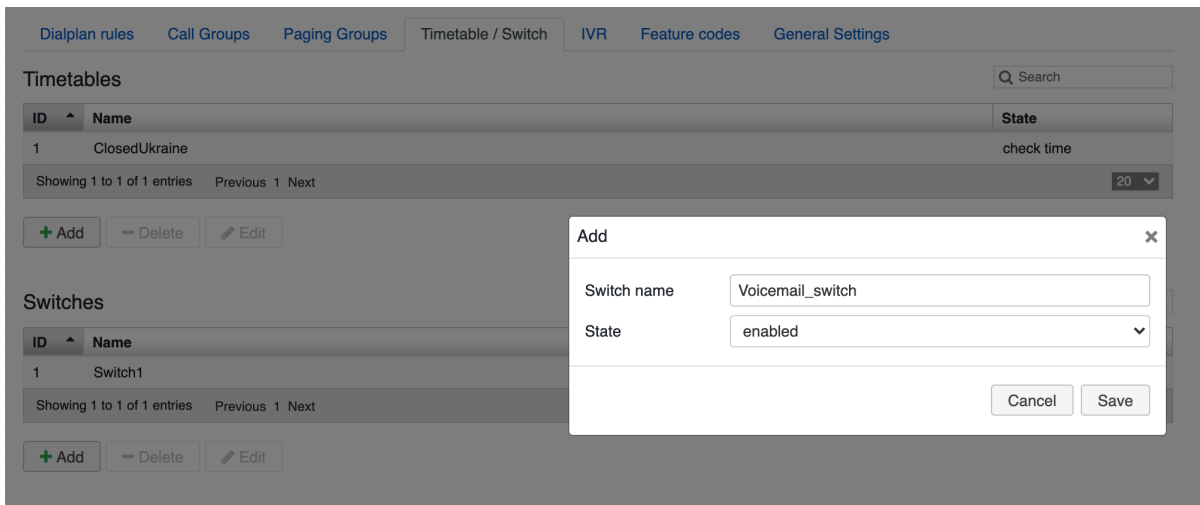 Dialplan rules Call Groups Paging Groups Timetable / Switch IVR Feature codes General Settings
Timetables
Search
ID Name State
1 ClosedUkraine check time
Showing 1 to 1 of 1 entries Previous 1 Next 20
+ Add − Delete Edit
Add ×
Switch name Voicemail_switch
State enabled
Cancel Save
Switches
ID Name
1 Switch1
Showing 1 to 1 of 1 entries Previous 1 Next
+ Add − Delete Edit